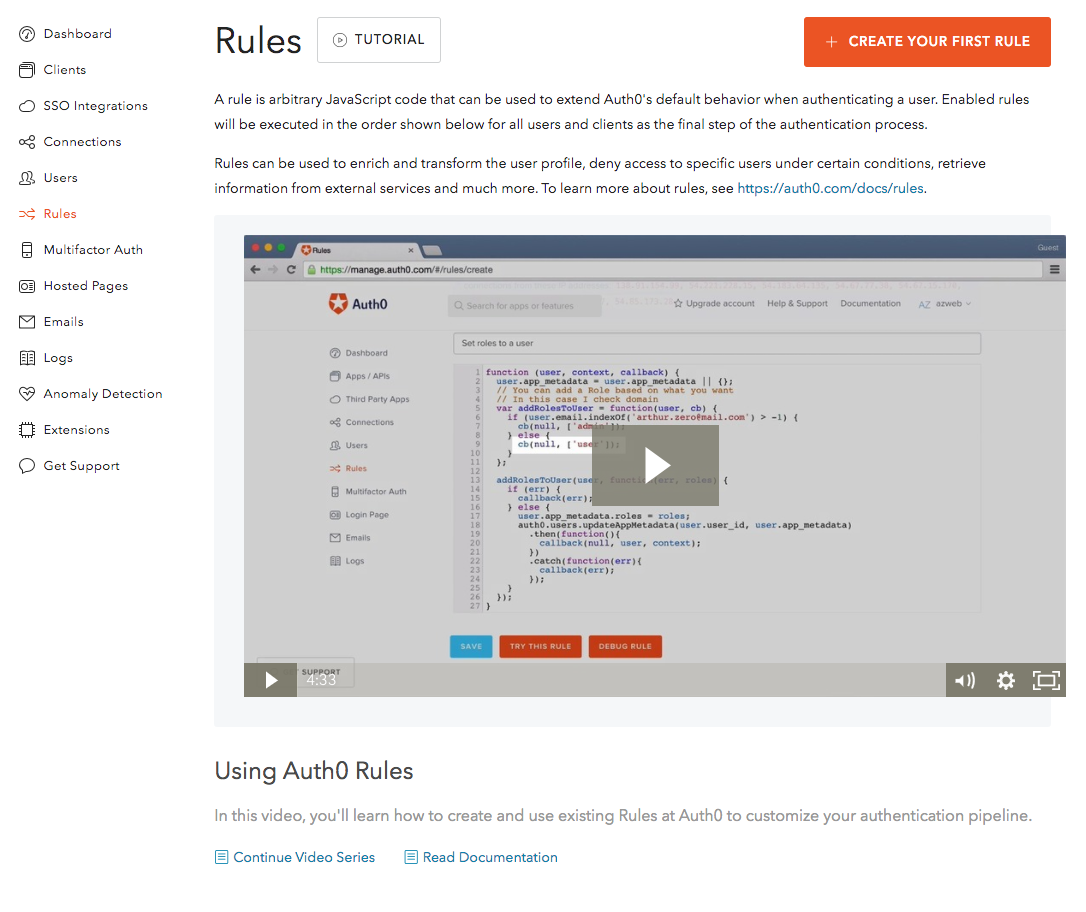 Dashboard
Clients
SSO Integrations
Connections
Users
Rules
Multifactor Auth
Hosted Pages
Emails
Logs
Anomaly Detection
Extensions
Get Support
Rules
TUTORIAL
+ CREATE YOUR FIRST RULE
A rule is arbitrary JavaScript code that can be used to extend Auth0's default behavior when authenticating a user. Enabled rules
will be executed in the order shown below for all users and clients as the final step of the authentication process.
Rules can be used to enrich and transform the user profile, deny access to specific users under certain conditions, retrieve
information from external services and much more. To learn more about rules, see https://auth0.com/docs/rules.
Rules
Guest
https://manage.auth0.com/#/rules/create
Auth0
Search for apps or features
Upgrade account
Help & Support
Documentation
AZ azweb
Dashboard
Apps / APIs
Third Party Apps
Connections
Users
Rules
Multifactor Auth
Login Page
Emails
Logs
Set roles to a user
1 function (user, context, callback) {
2 user.app_metadata = user.app_metadata || {};
3 // You can add a Role based on what you want
4 // In this case I check domain
5 var addRolesToUser = function(user, cb) {
6 if (user.email.indexOf('arthur.zero@mail.com') > -1) {
7 cb(null, ['admin']);
8 } else {
9 cb(null, ['user']);
10 }
11 };
12
13 addRolesToUser(user, function(err, roles) {
14 if (err) {
15 callback(err);
16 } else {
17 user.app_metadata.roles = roles;
18 auth0.users.updateAppMetadata(user.user_id, user.app_metadata)
19 .then(function(){
20 callback(null, user, context);
21 })
22 .catch(function(err){
23 callback(err);
24 });
25 }
26 });
27 }
SAVE
TRY THIS RULE
DEBUG RULE
SUPPORT
4:33
Using Auth0 Rules
In this video, you'll learn how to create and use existing Rules at Auth0 to customize your authentication pipeline.
Continue Video Series
Read Documentation